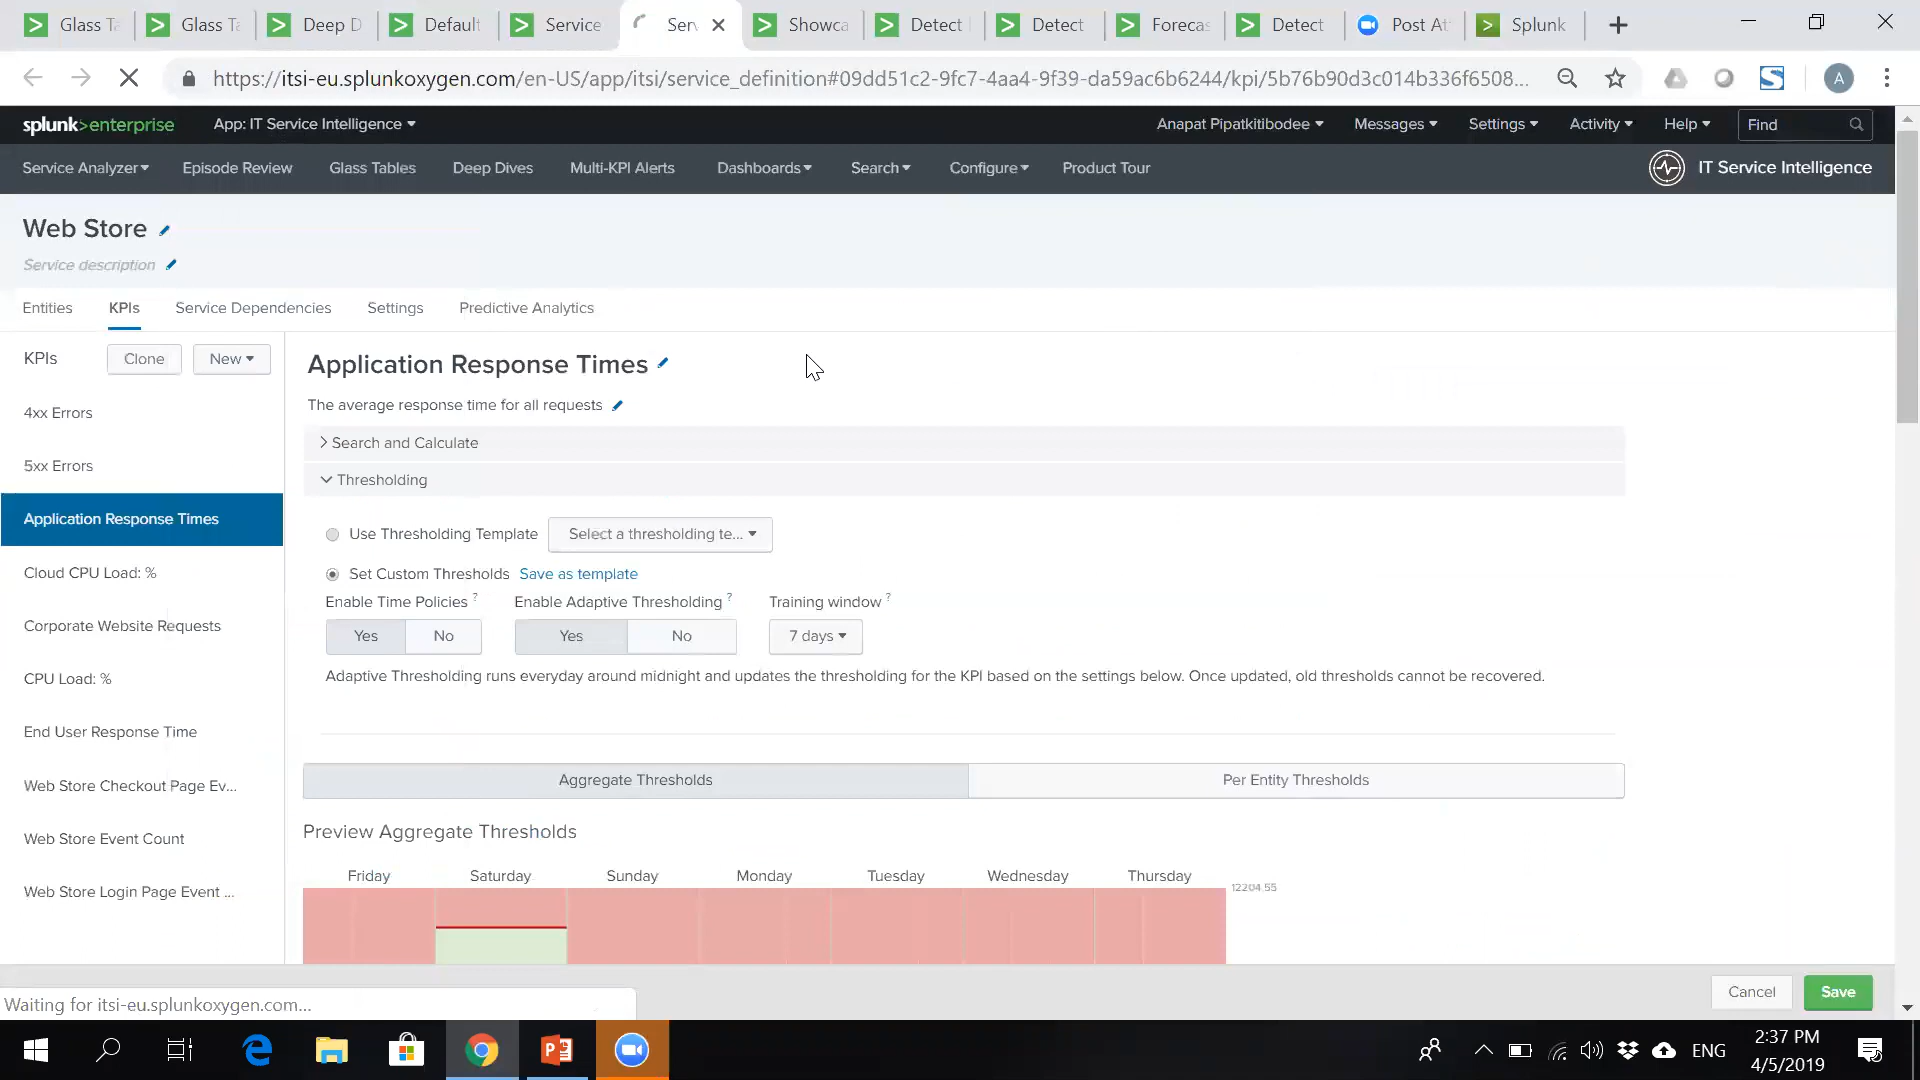 Glass Ta
Glass Ta
Deep D
Default
Service
Serv
Showca
Detect
Detect
Forecas
Detect
Post At
Splunk
https://itsi-eu.splunkoxygen.com/en-US/app/itsi/service_definition#09dd51c2-9fc7-4aa4-9f39-da59ac6b6244/kpi/5b76b90d3c014b336f6508...
A
splunk>enterprise
App: IT Service Intelligence
Anapat Pipatkitibodee
Messages
Settings
Activity
Help
Find
Service Analyzer
Episode Review
Glass Tables
Deep Dives
Multi-KPI Alerts
Dashboards
Search
Configure
Product Tour
IT Service Intelligence
Web Store
Service description
Entities
KPIs
Service Dependencies
Settings
Predictive Analytics
KPIs
Clone
New
4xx Errors
5xx Errors
Application Response Times
Cloud CPU Load: %
Corporate Website Requests
CPU Load: %
End User Response Time
Web Store Checkout Page Ev...
Web Store Event Count
Web Store Login Page Event ...
Application Response Times
The average response time for all requests
Search and Calculate
Thresholding
Use Thresholding Template
Select a thresholding te...
Set Custom Thresholds
Save as template
Enable Time Policies ?
Enable Adaptive Thresholding ?
Training window ?
Yes
No
Yes
No
7 days
Adaptive Thresholding runs everyday around midnight and updates the thresholding for the KPI based on the settings below. Once updated, old thresholds cannot be recovered.
Aggregate Thresholds
Per Entity Thresholds
Preview Aggregate Thresholds
Friday
Saturday
Sunday
Monday
Tuesday
Wednesday
Thursday
12204.55
Cancel
Save
Waiting for itsi-eu.splunkoxygen.com...
ENG
2:37 PM
4/5/2019